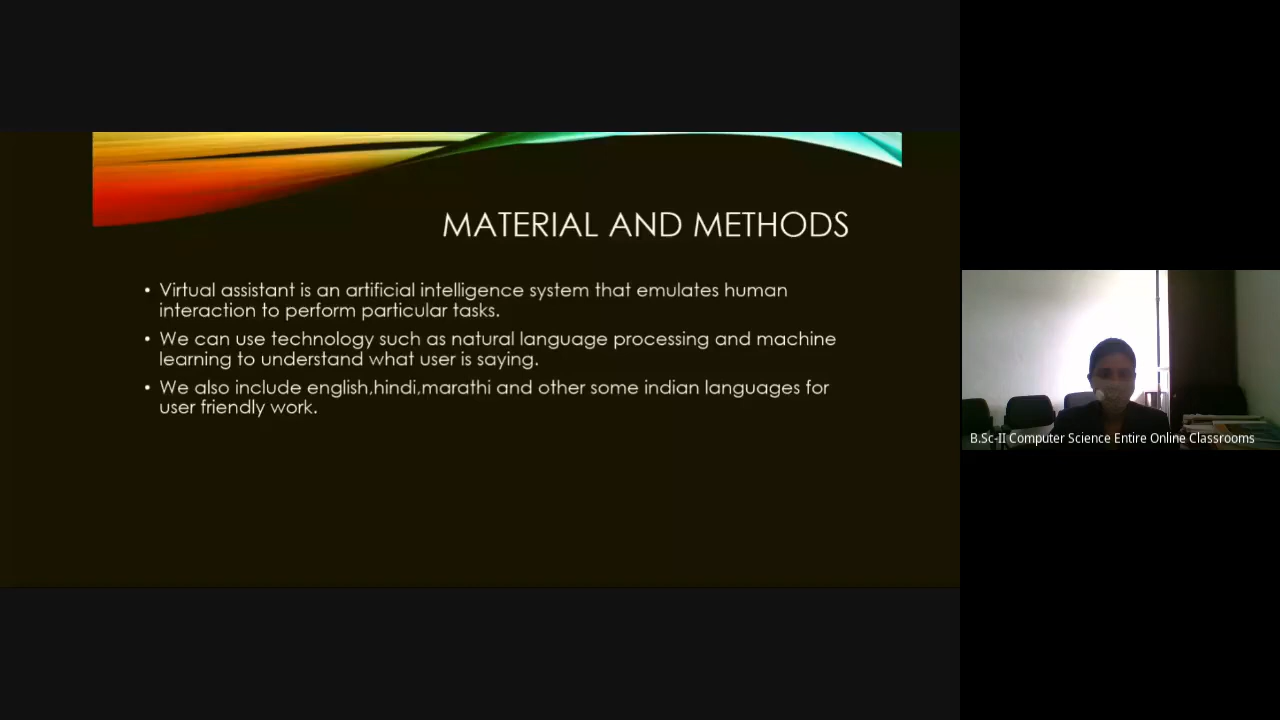 MATERIAL AND METHODS
• Virtual assistant is an artificial intelligence system that emulates human
interaction to perform particular tasks.
• We can use technology such as natural language processing and machine
learning to understand what user is saying.
• We also include english,hindi,marathi and other some indian languages for
user friendly work.
B.Sc-II Computer Science Entire Online Classrooms